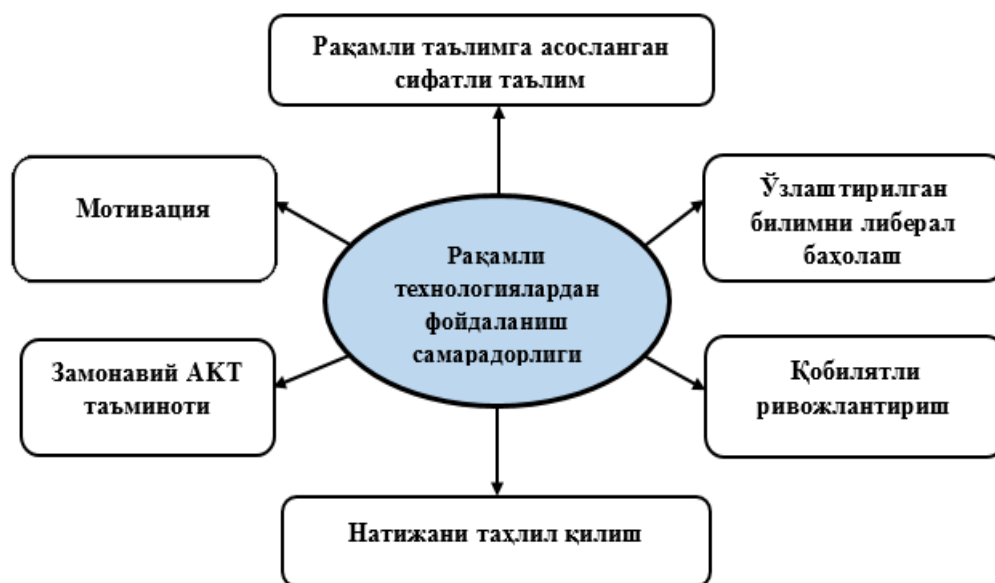 Рақамли таълимга асосланган
сифатли таълим
Мотивация
Ўзлаштирилган
билимни либерал
баҳолаш
Рақамли
технологиялардан
фойдаланиш
самарадорлиги
Замонавий АКТ
таъминоти
Қобилятли
ривожлантириш
Натижани таҳлил қилиш